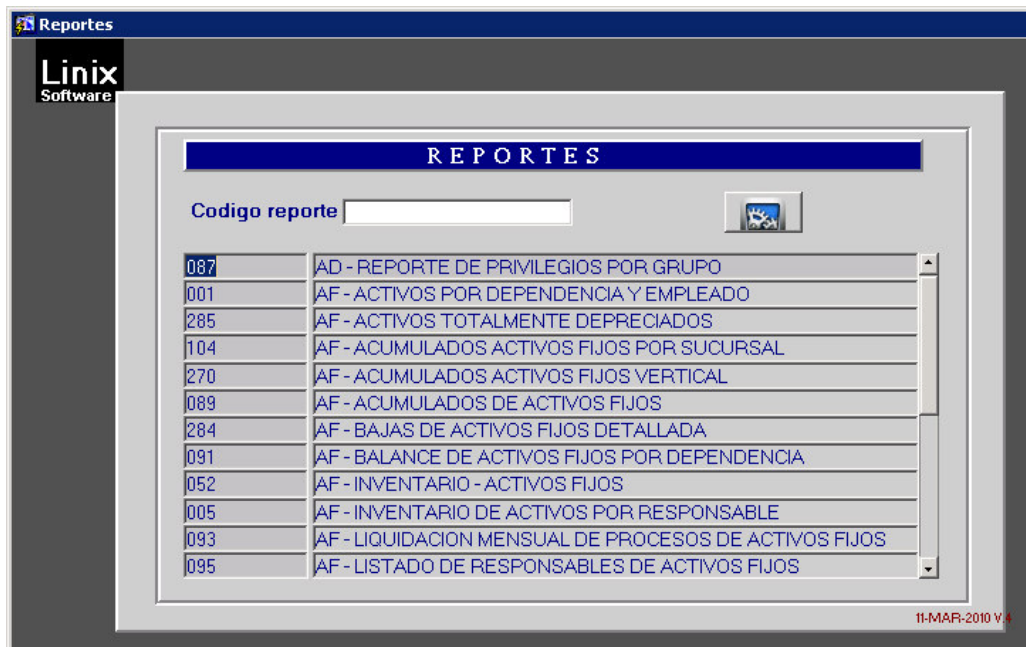 Reportes
Linix
Software
REPORTES
Codigo reporte
087 AD - REPORTE DE PRIVILEGIOS POR GRUPO
001 AF - ACTIVOS POR DEPENDENCIA Y EMPLEADO
285 AF - ACTIVOS TOTALMENTE DEPRECIADOS
104 AF - ACUMULADOS ACTIVOS FIJOS POR SUCURSAL
270 AF - ACUMULADOS ACTIVOS FIJOS VERTICAL
089 AF - ACUMULADOS DE ACTIVOS FIJOS
284 AF - BAJAS DE ACTIVOS FIJOS DETALLADA
091 AF - BALANCE DE ACTIVOS FIJOS POR DEPENDENCIA
052 AF - INVENTARIO - ACTIVOS FIJOS
005 AF - INVENTARIO DE ACTIVOS POR RESPONSABLE
093 AF - LIQUIDACION MENSUAL DE PROCESOS DE ACTIVOS FIJOS
095 AF - LISTADO DE RESPONSABLES DE ACTIVOS FIJOS
11-MAR-2010 V.4